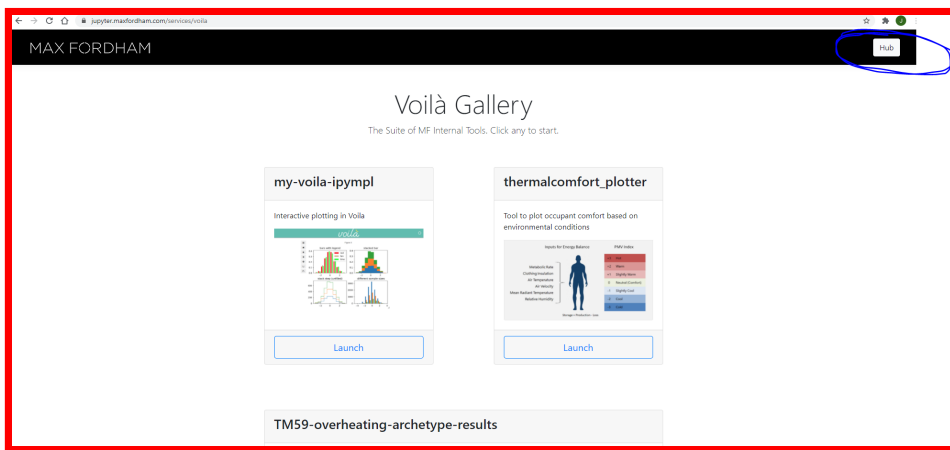 jupyter.maxfordham.com/services/voila
MAX FORDHAM
Hub
Voilà Gallery
The Suite of MF Internal Tools. Click any to start.
my-voila-ipympl
Interactive plotting in Voila
voilà
Launch
thermalcomfort_plotter
Tool to plot occupant comfort based on
environmental conditions
Inputs for Energy Balance
PMV Index
Metabolic Rate
Clothing Insulation
Air Temperature
Air Velocity
Mean Radiant Temperature
Relative Humidity
Hot
Warm
Slightly Warm
Neutral (Comfort)
Slightly Cool
Cool
Cold
Launch
TM59-overheating-archetype-results